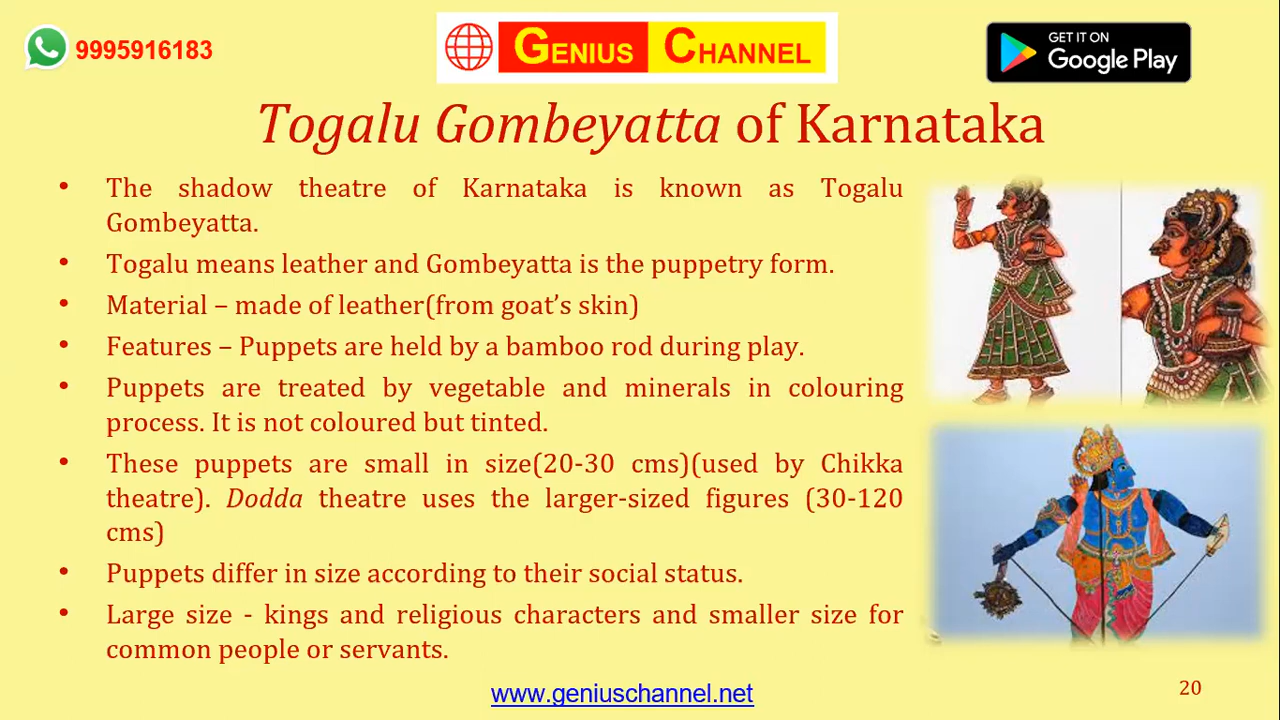 9995916183
GENIUS CHANNEL
GET IT ON
Google Play
Togalu Gombeyatta of Karnataka
• The shadow theatre of Karnataka is known as Togalu
Gombeyatta.
• Togalu means leather and Gombeyatta is the puppetry form.
• Material – made of leather(from goat’s skin)
• Features – Puppets are held by a bamboo rod during play.
• Puppets are treated by vegetable and minerals in colouring
process. It is not coloured but tinted.
• These puppets are small in size(20-30 cms)(used by Chikka
theatre). Dodda theatre uses the larger-sized figures (30-120
cms)
• Puppets differ in size according to their social status.
• Large size - kings and religious characters and smaller size for
common people or servants.
www.geniuschannel.net
20